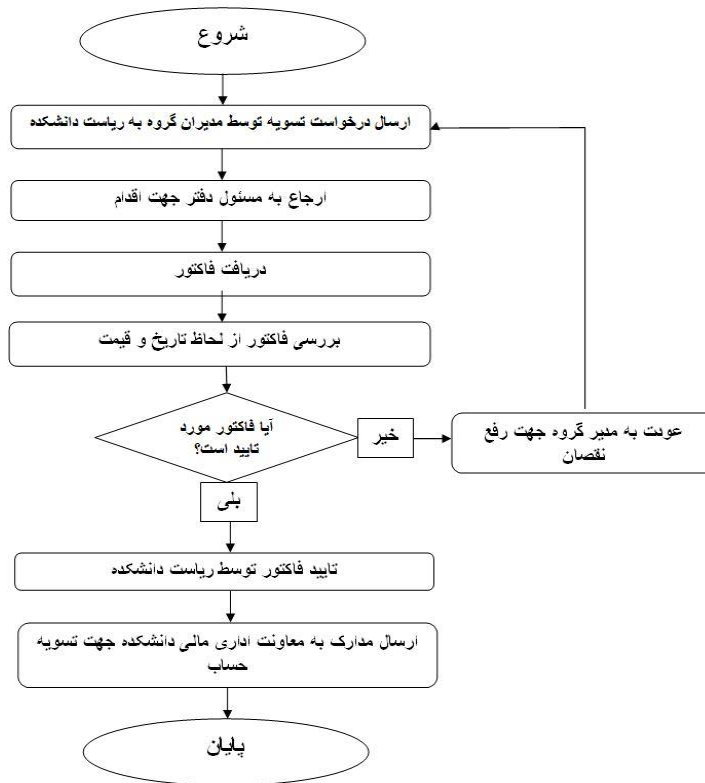 شروع
ارسال درخواست تسویه توسط مدیران گروه به ریاست دانشکده
ارجاع به مسئول دفتر جهت اقدام
دریافت فاکتور
بررسی فاکتور از لحاظ تاریخ و قیمت
آیا فاکتور مورد
تایید است؟
خیر
عودت به مدیر گروه جهت رفع
نقصان
بلی
تایید فاکتور توسط ریاست دانشکده
ارسال مدارک به معاونت اداری مالی دانشکده جهت تسویه
حساب
پایان